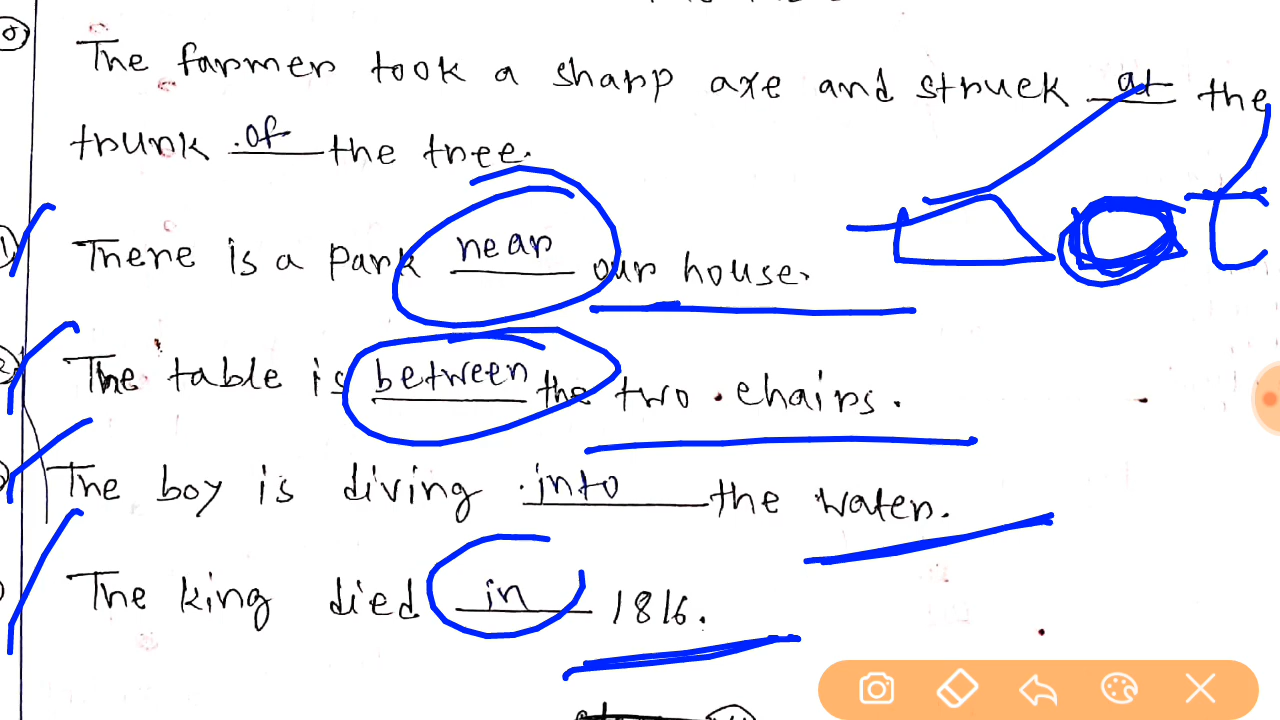 The farmer took a sharp axe and struck at the
trunk of the tree.
There is a park near our house.
The table is between the two chairs.
The boy is diving into the water.
The king died in 1816.